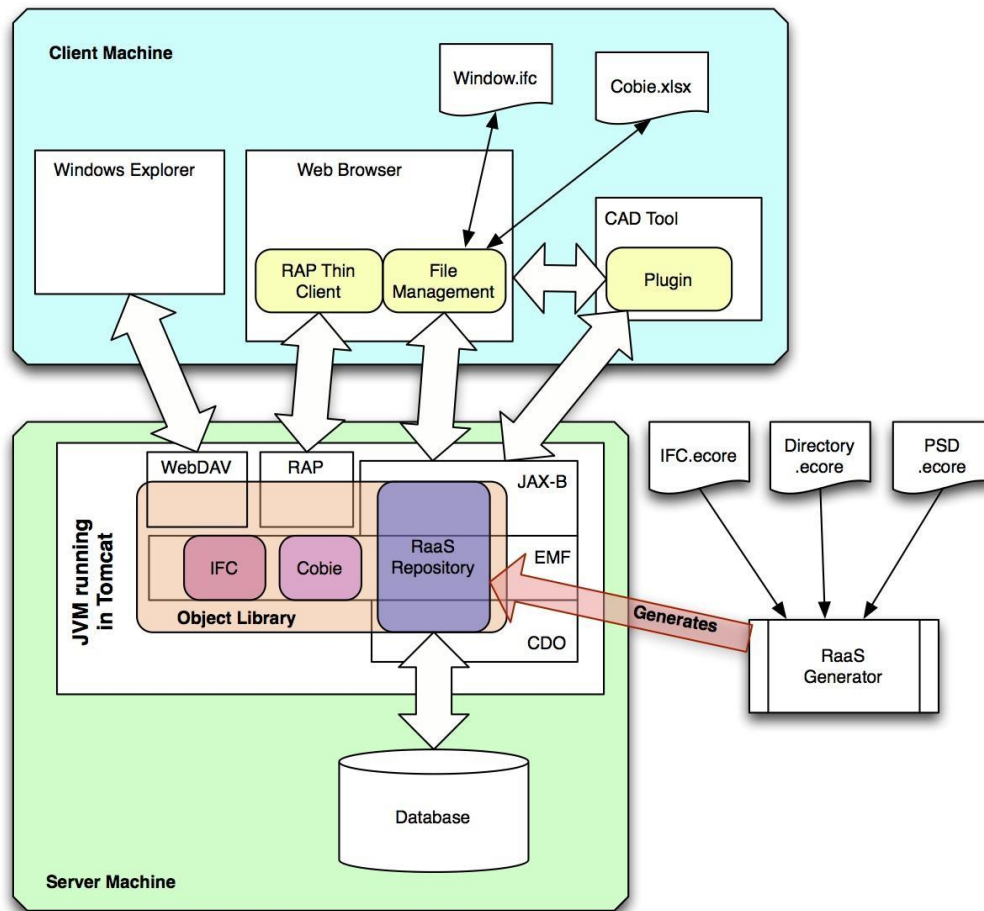 Client Machine
Window.ifc
Cobie.xlsx
Windows Explorer
Web Browser
CAD Tool
RAP Thin
Client
File
Management
Plugin
WebDAV
RAP
JAX-B
IFC.ecore
Directory
.ecore
PSD
.ecore
JVM running
in Tomcat
IFC
Cobie
RaaS
Repository
EMF
Object Library
CDO
Generates
RaaS
Generator
Database
Server Machine